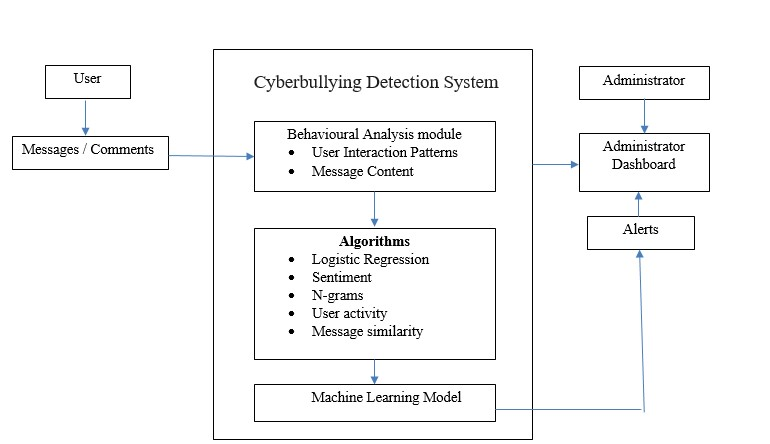 User
Messages / Comments
Cyberbullying Detection System
Behavioural Analysis module
• User Interaction Patterns
• Message Content
Algorithms
• Logistic Regression
• Sentiment
• N-grams
• User activity
• Message similarity
Machine Learning Model
Administrator
Administrator
Dashboard
Alerts